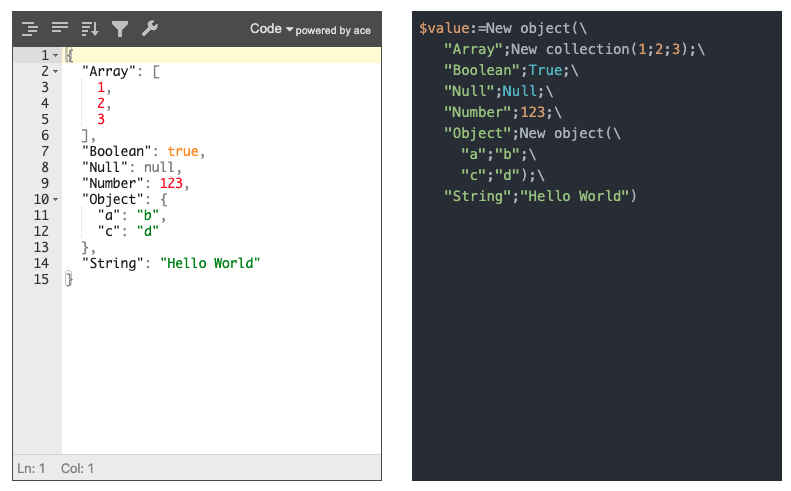 Code powered by ace
1 {
2 "Array": [
3 1,
4 2,
5 3
6 ],
7 "Boolean": true,
8 "Null": null,
9 "Number": 123,
10 "Object": {
11 "a": "b",
12 "c": "d"
13 },
14 "String": "Hello World"
15 }
Ln: 1 Col: 1
$value:=New object(\
"Array";New collection(1;2;3);\
"Boolean";True;\
"Null";Null;\
"Number";123;\
"Object";New object(\
"a";"b";\
"c";"d");\
"String";"Hello World")